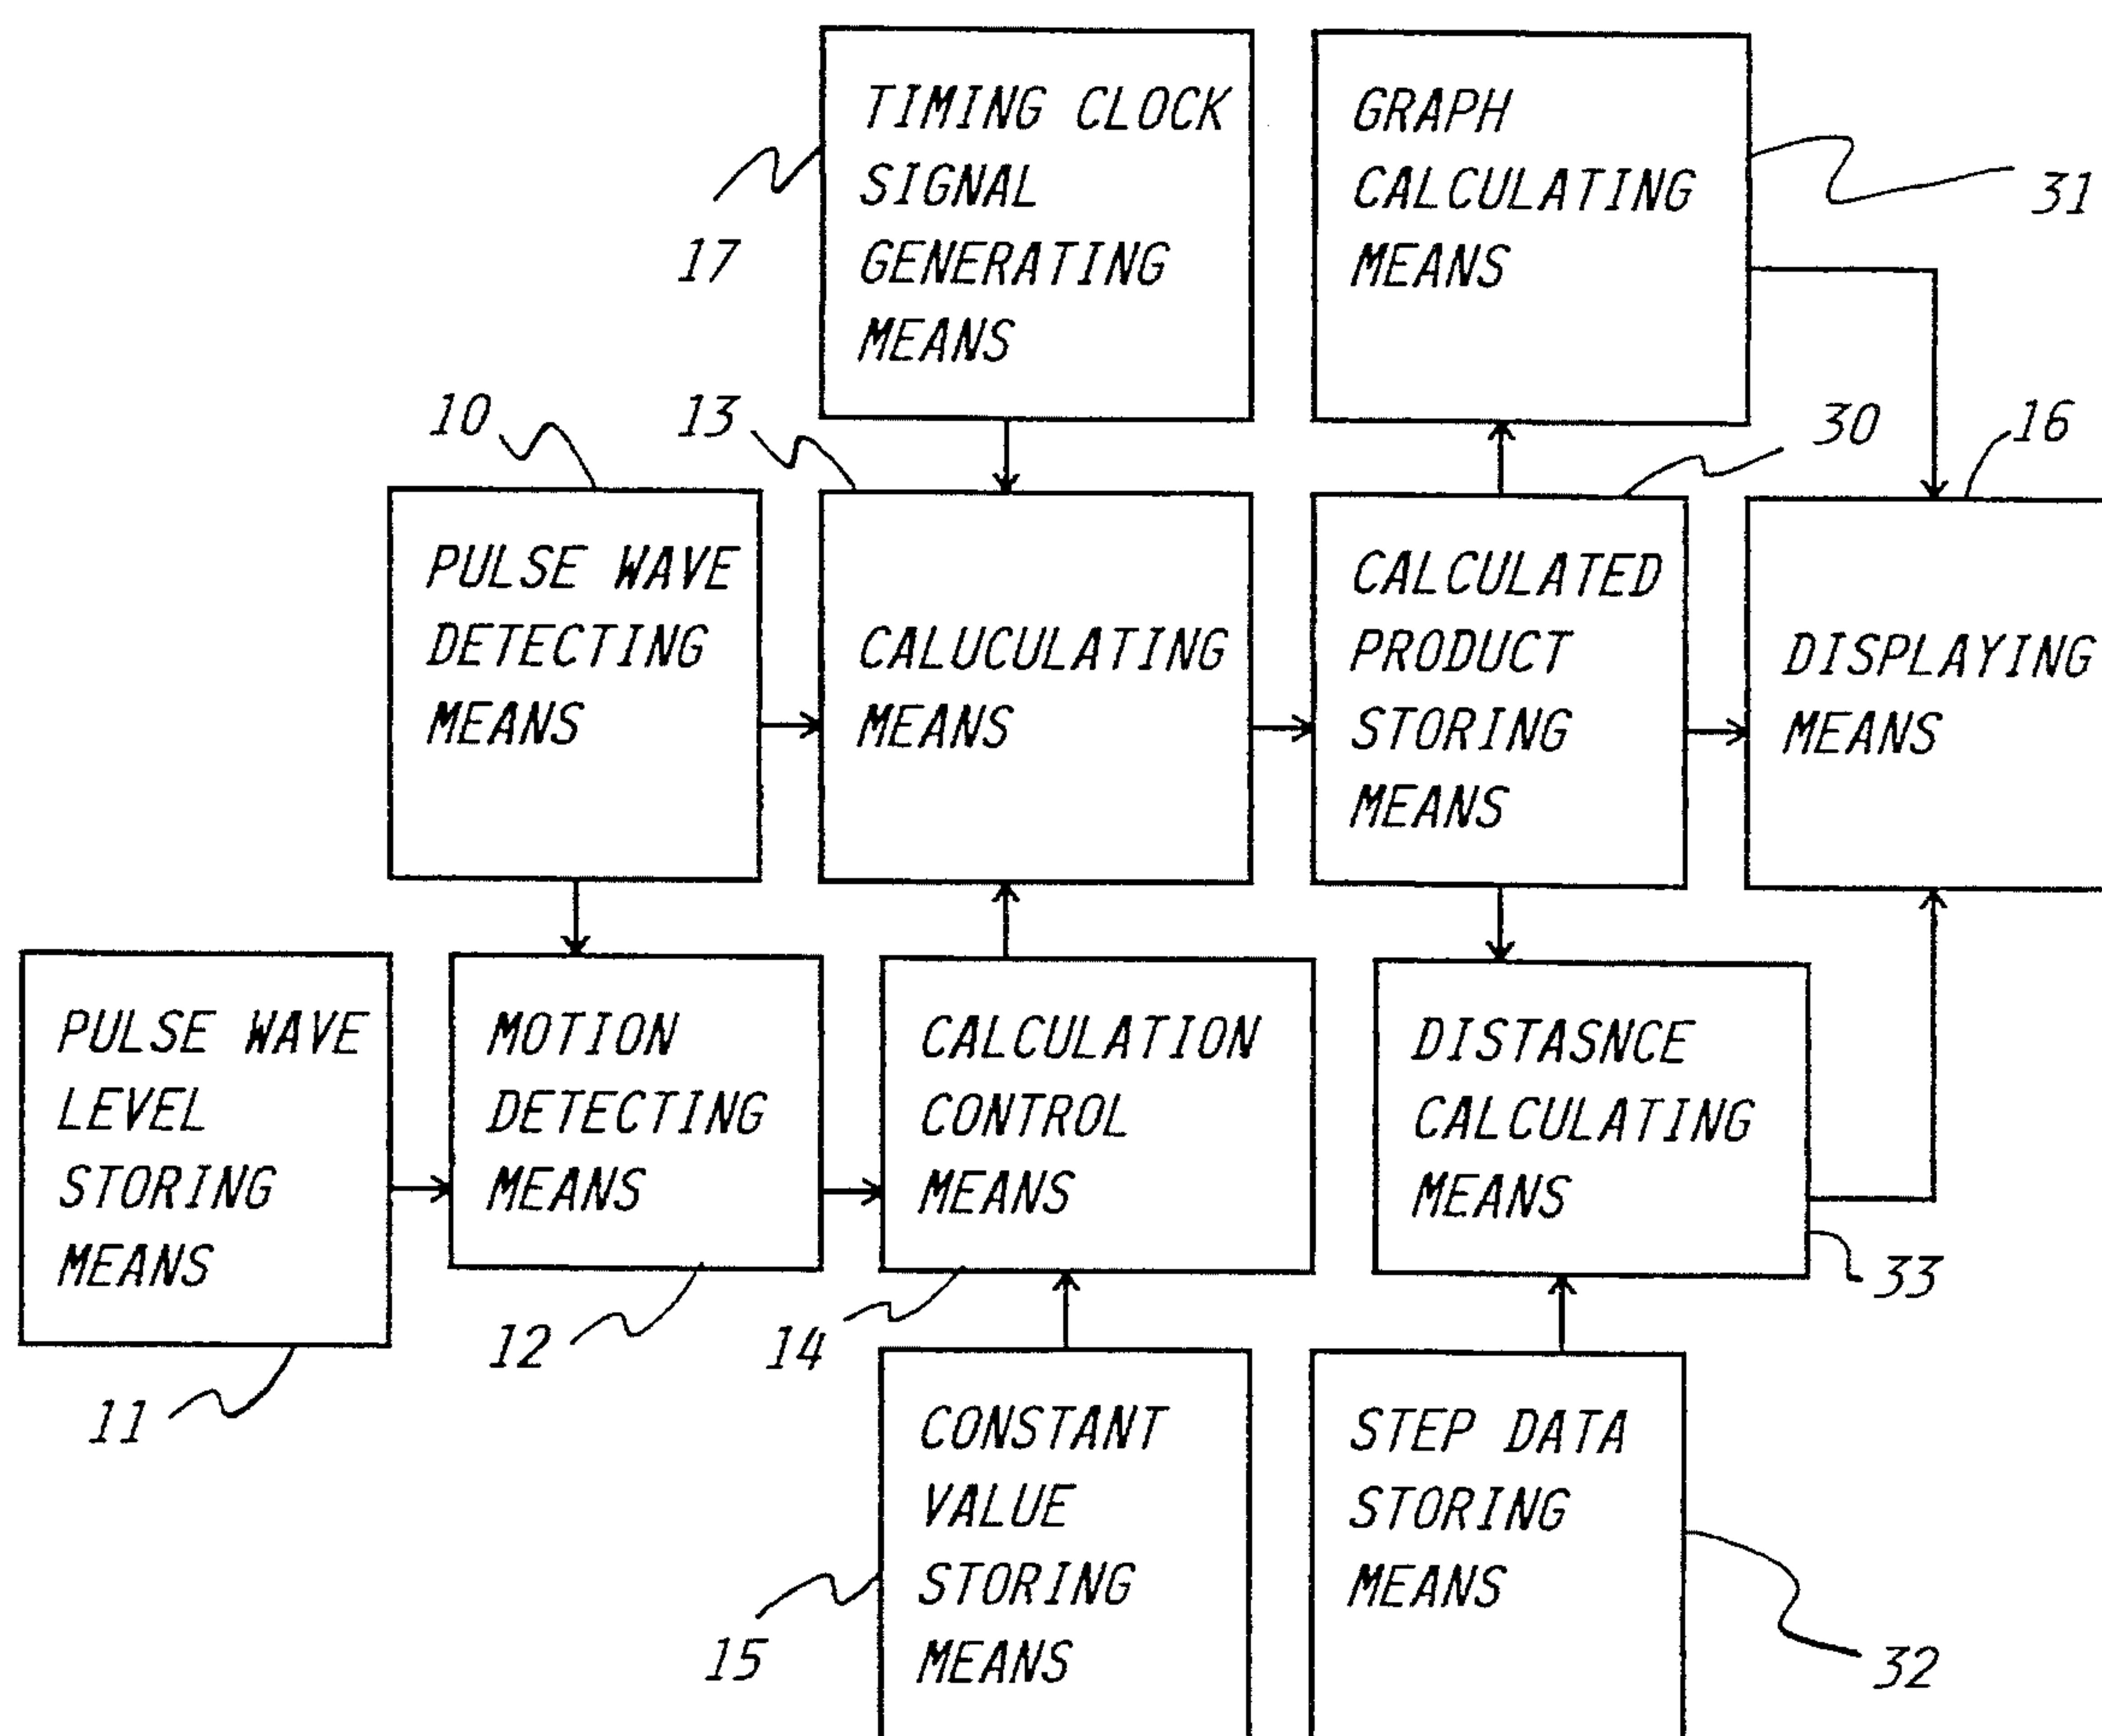 TIMING CLOCK
SIGNAL
GENERATING
MEANS
17
GRAPH
CALCULATING
MEANS
31
10
PULSE WAVE
DETECTING
MEANS
13
CALUCULATING
MEANS
30
CALCULATED
PRODUCT
STORING
MEANS
16
DISPLAYING
MEANS
PULSE WAVE
LEVEL
STORING
MEANS
11
MOTION
DETECTING
MEANS
12
CALCULATION
CONTROL
MEANS
14
DISTASNCE
CALCULATING
MEANS
33
CONSTANT
VALUE
STORING
MEANS
15
STEP DATA
STORING
MEANS
32